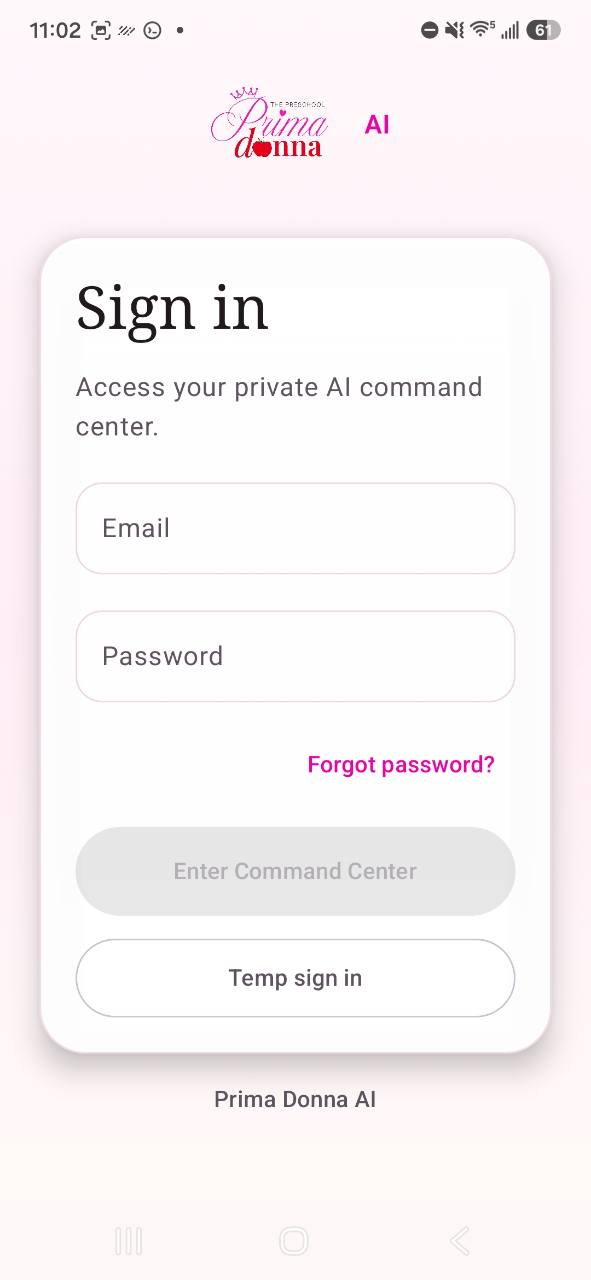 11:02
5
61
THE PRESCHOOL
Prima
donna
AI
Sign in
Access your private AI command
center.
Email
Password
Forgot password?
Enter Command Center
Temp sign in
Prima Donna AI